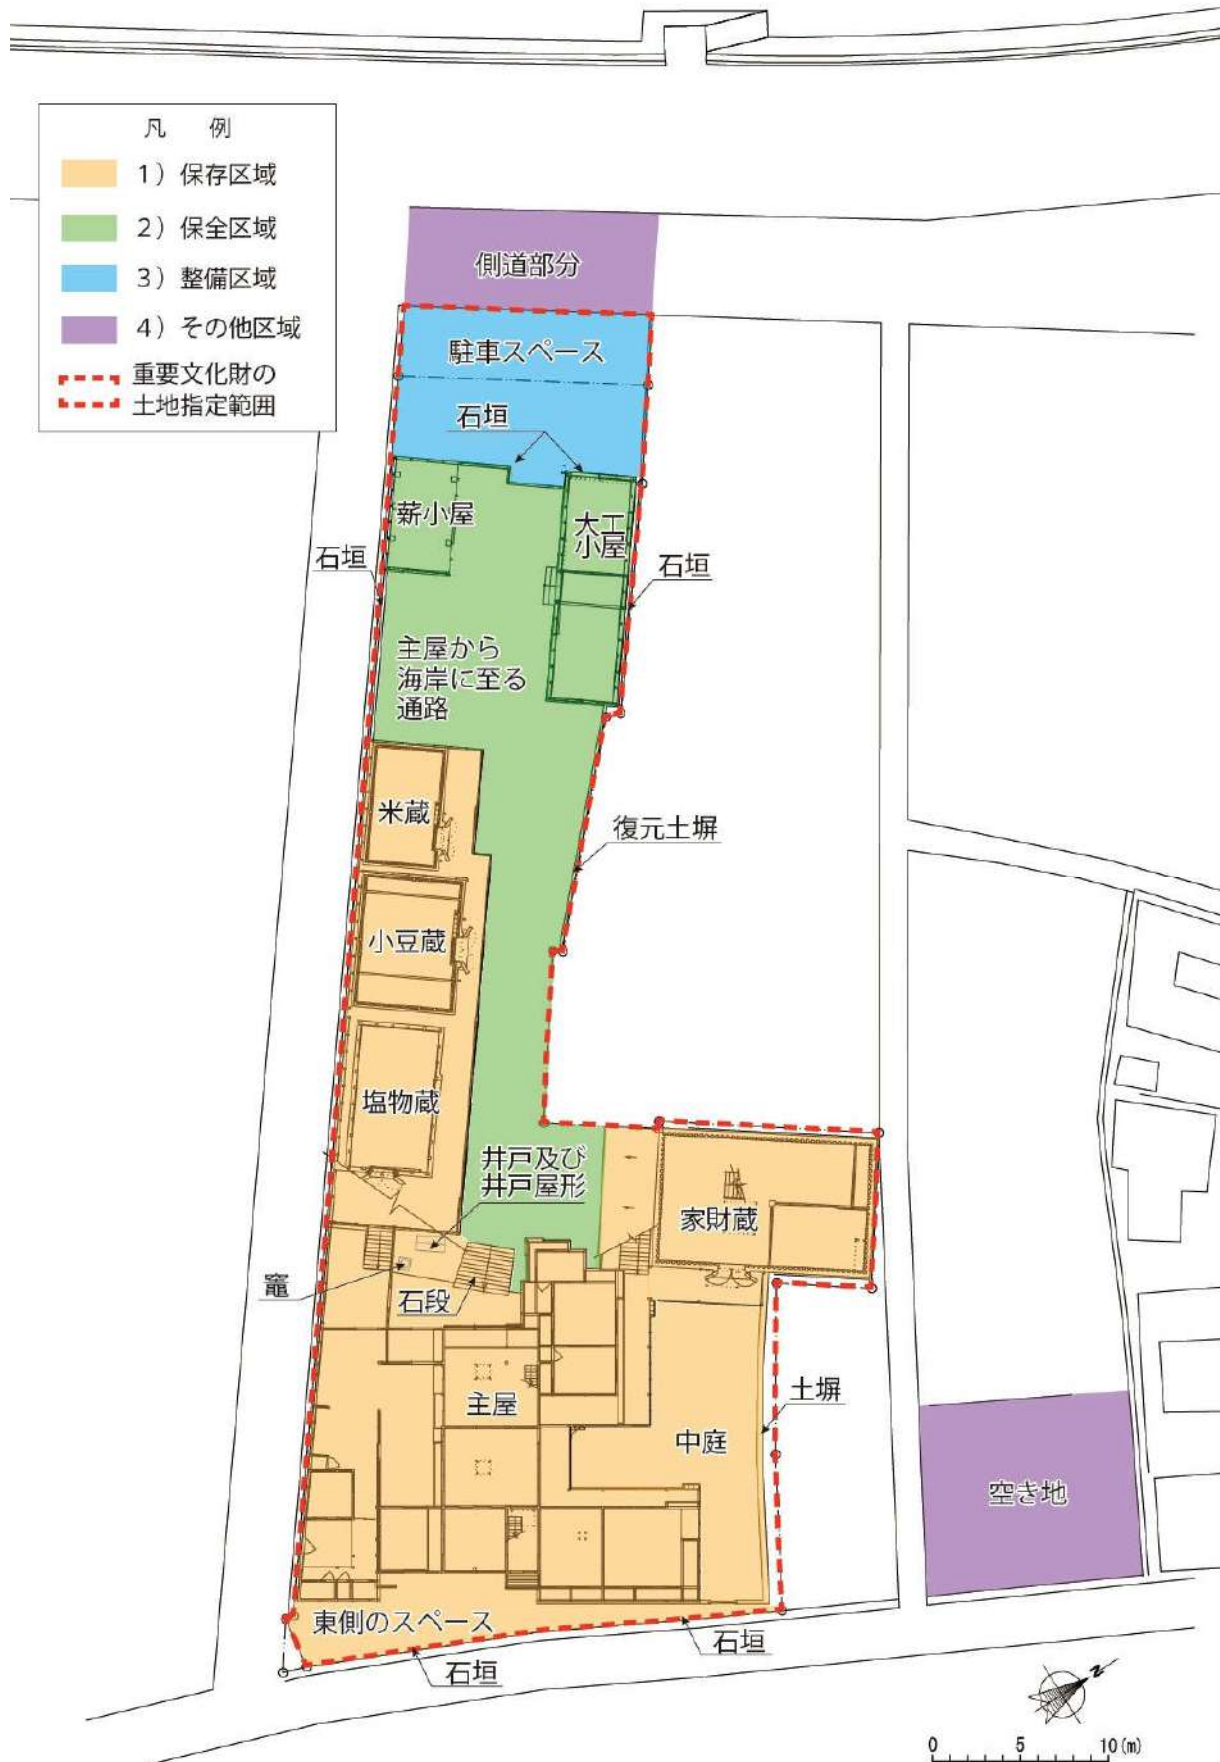 凡　例
1）保存区域
2）保全区域
3）整備区域
4）その他区域
重要文化財の
土地指定範囲
側道部分
駐車スペース
石垣
薪小屋
大工
小屋
石垣
石垣
主屋から
海岸に至る
通路
米蔵
復元土塀
小豆蔵
塩物蔵
井戸及び
井戸屋形
家財蔵
竈
石段
主屋
土塀
中庭
空き地
東側のスペース
石垣
石垣
N
0 5 10(m)